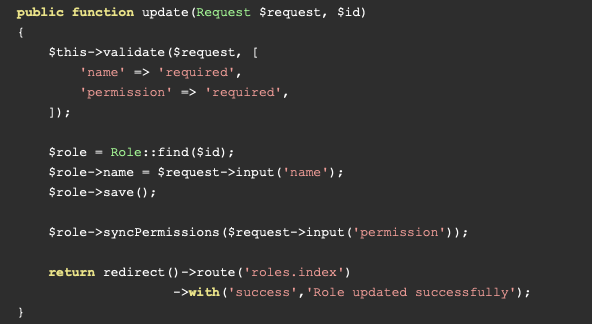 public function update(Request $request, $id)
{
    $this->validate($request, [
        'name' => 'required',
        'permission' => 'required',
    ]);

    $role = Role::find($id);
    $role->name = $request->input('name');
    $role->save();

    $role->syncPermissions($request->input('permission'));

    return redirect()->route('roles.index')
                    ->with('success','Role updated successfully');
}